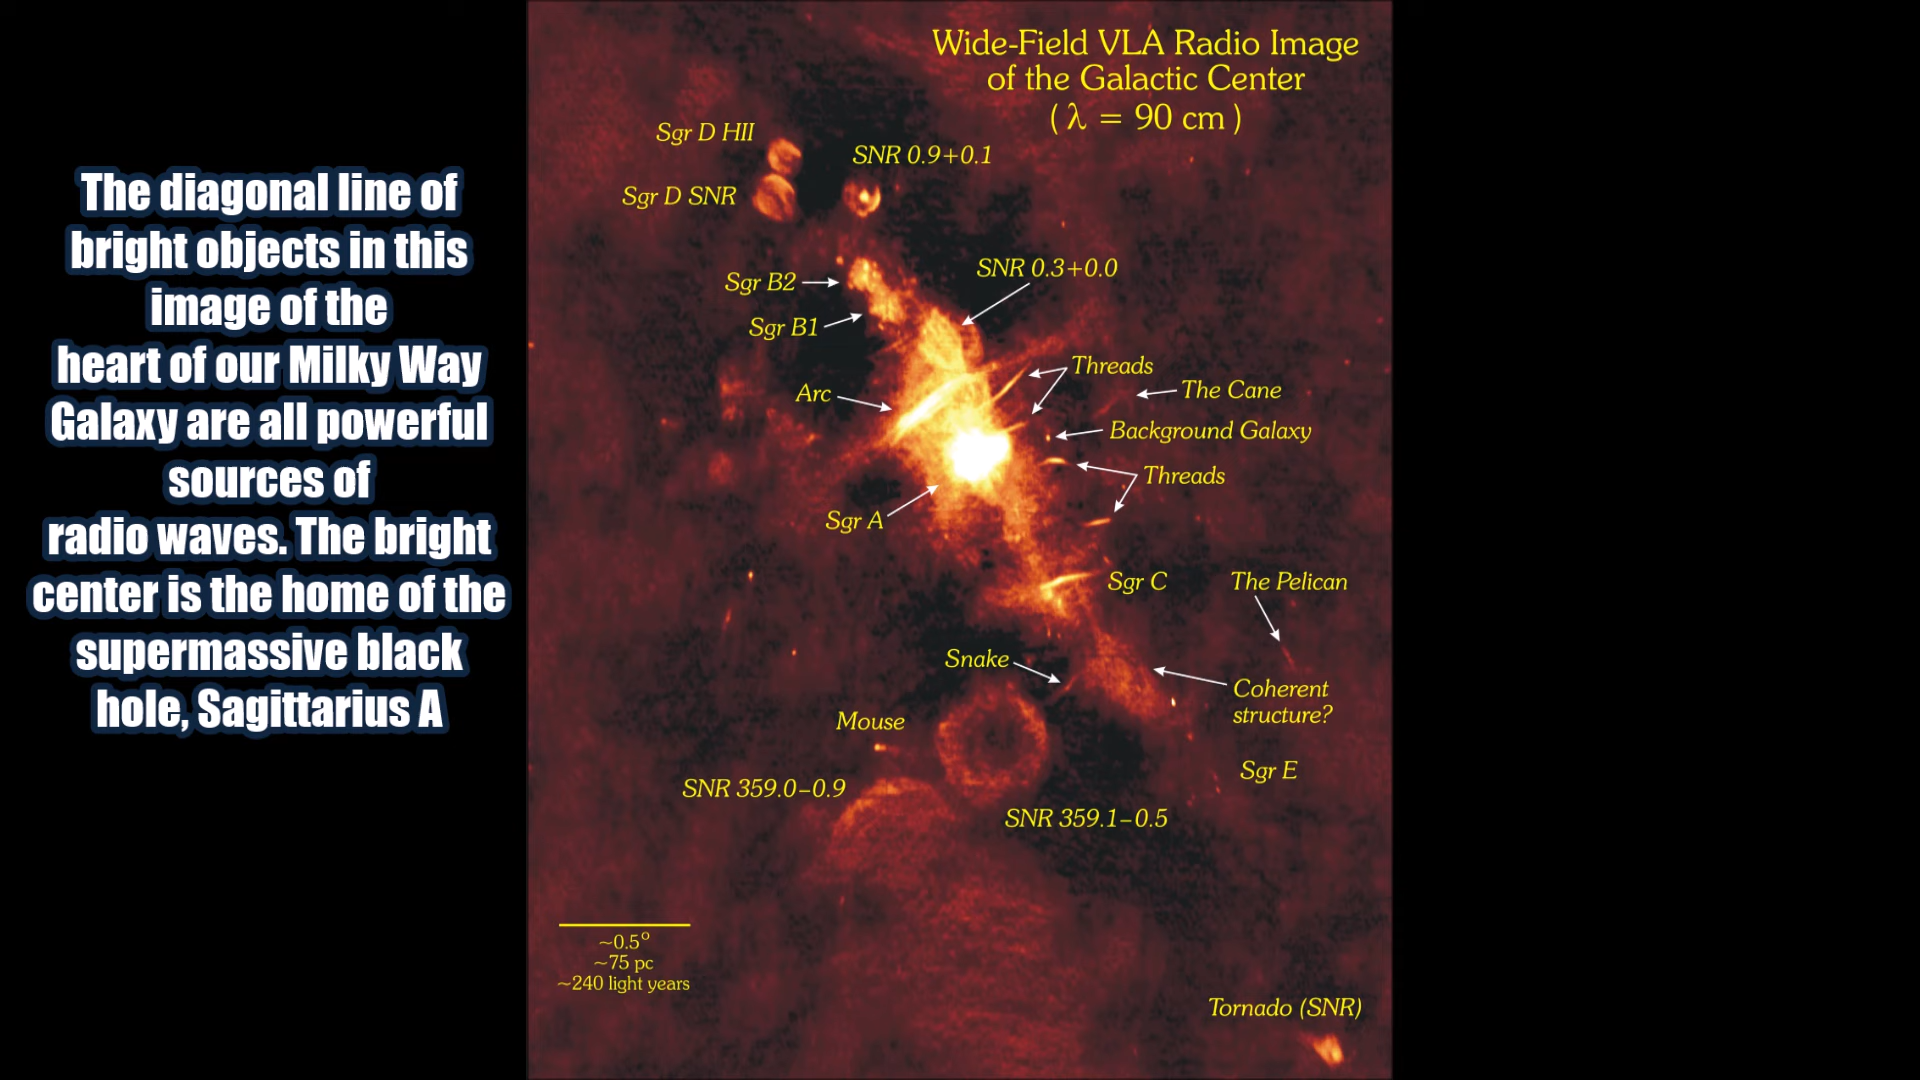 The diagonal line of
bright objects in this
image of the
heart of our Milky Way
Galaxy are all powerful
sources of
radio waves. The bright
center is the home of the
supermassive black
hole, Sagittarius A
Wide-Field VLA Radio Image
of the Galactic Center
(λ = 90 cm)
Sgr D HII
SNR 0.9+0.1
Sgr D SNR
SNR 0.3+0.0
Sgr B2
Sgr B1
Threads
The Cane
Arc
Background Galaxy
Threads
Sgr A
Sgr C
The Pelican
Snake
Coherent
structure?
Mouse
Sgr E
SNR 359.0–0.9
SNR 359.1–0.5
~0.5°
~75 pc
~240 light years
Tornado (SNR)